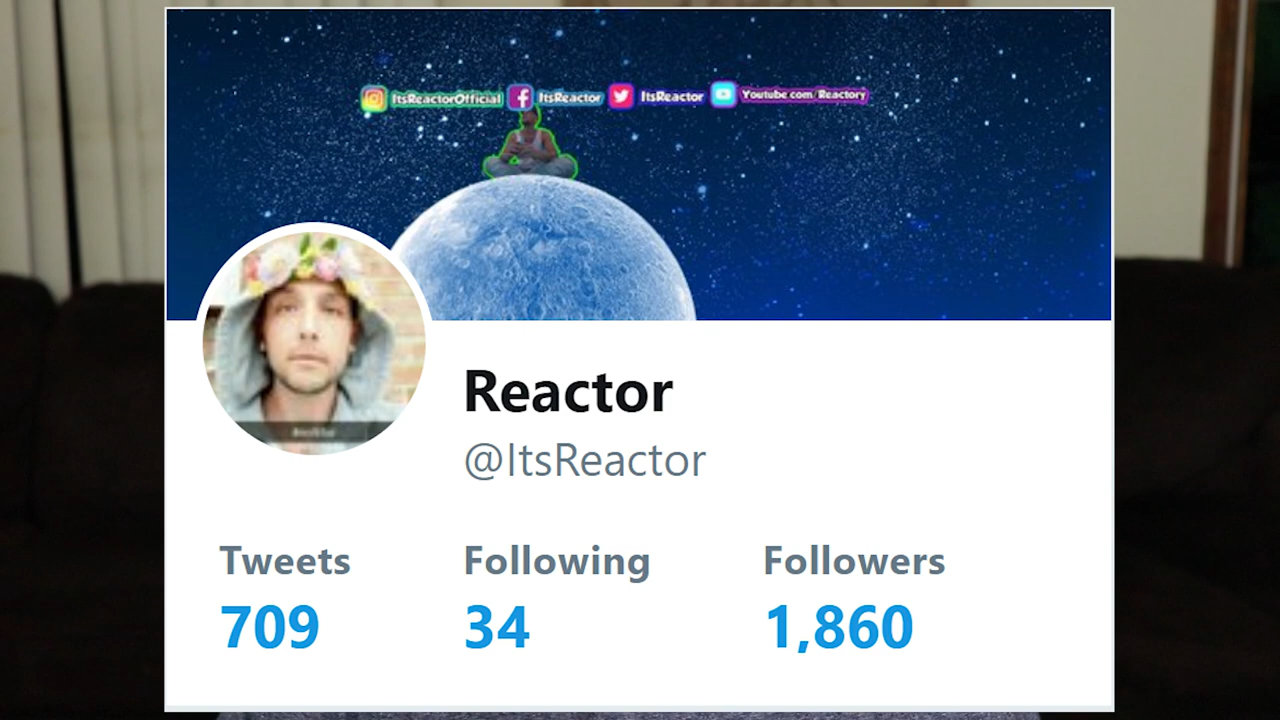 ItsReactorOfficial ItsReactor ItsReactor Youtube.com/Reactory
Reactor
@ItsReactor
Tweets Following Followers
709 34 1,860